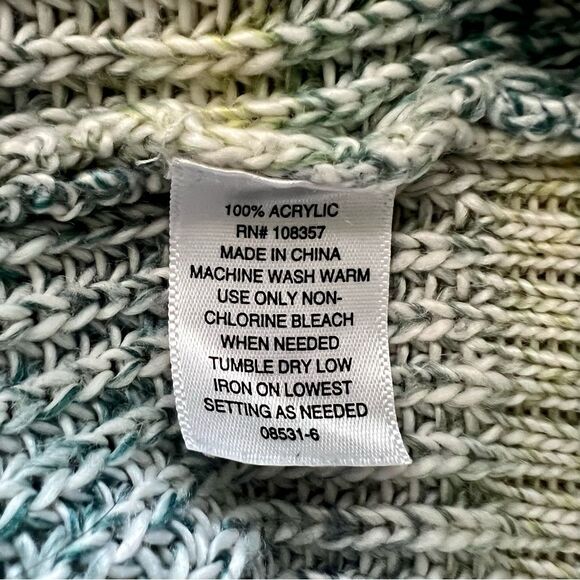 100% ACRYLIC
RN# 108357
MADE IN CHINA
MACHINE WASH WARM
USE ONLY NON-
CHLORINE BLEACH
WHEN NEEDED
TUMBLE DRY LOW
IRON ON LOWEST
SETTING AS NEEDED
08531-6